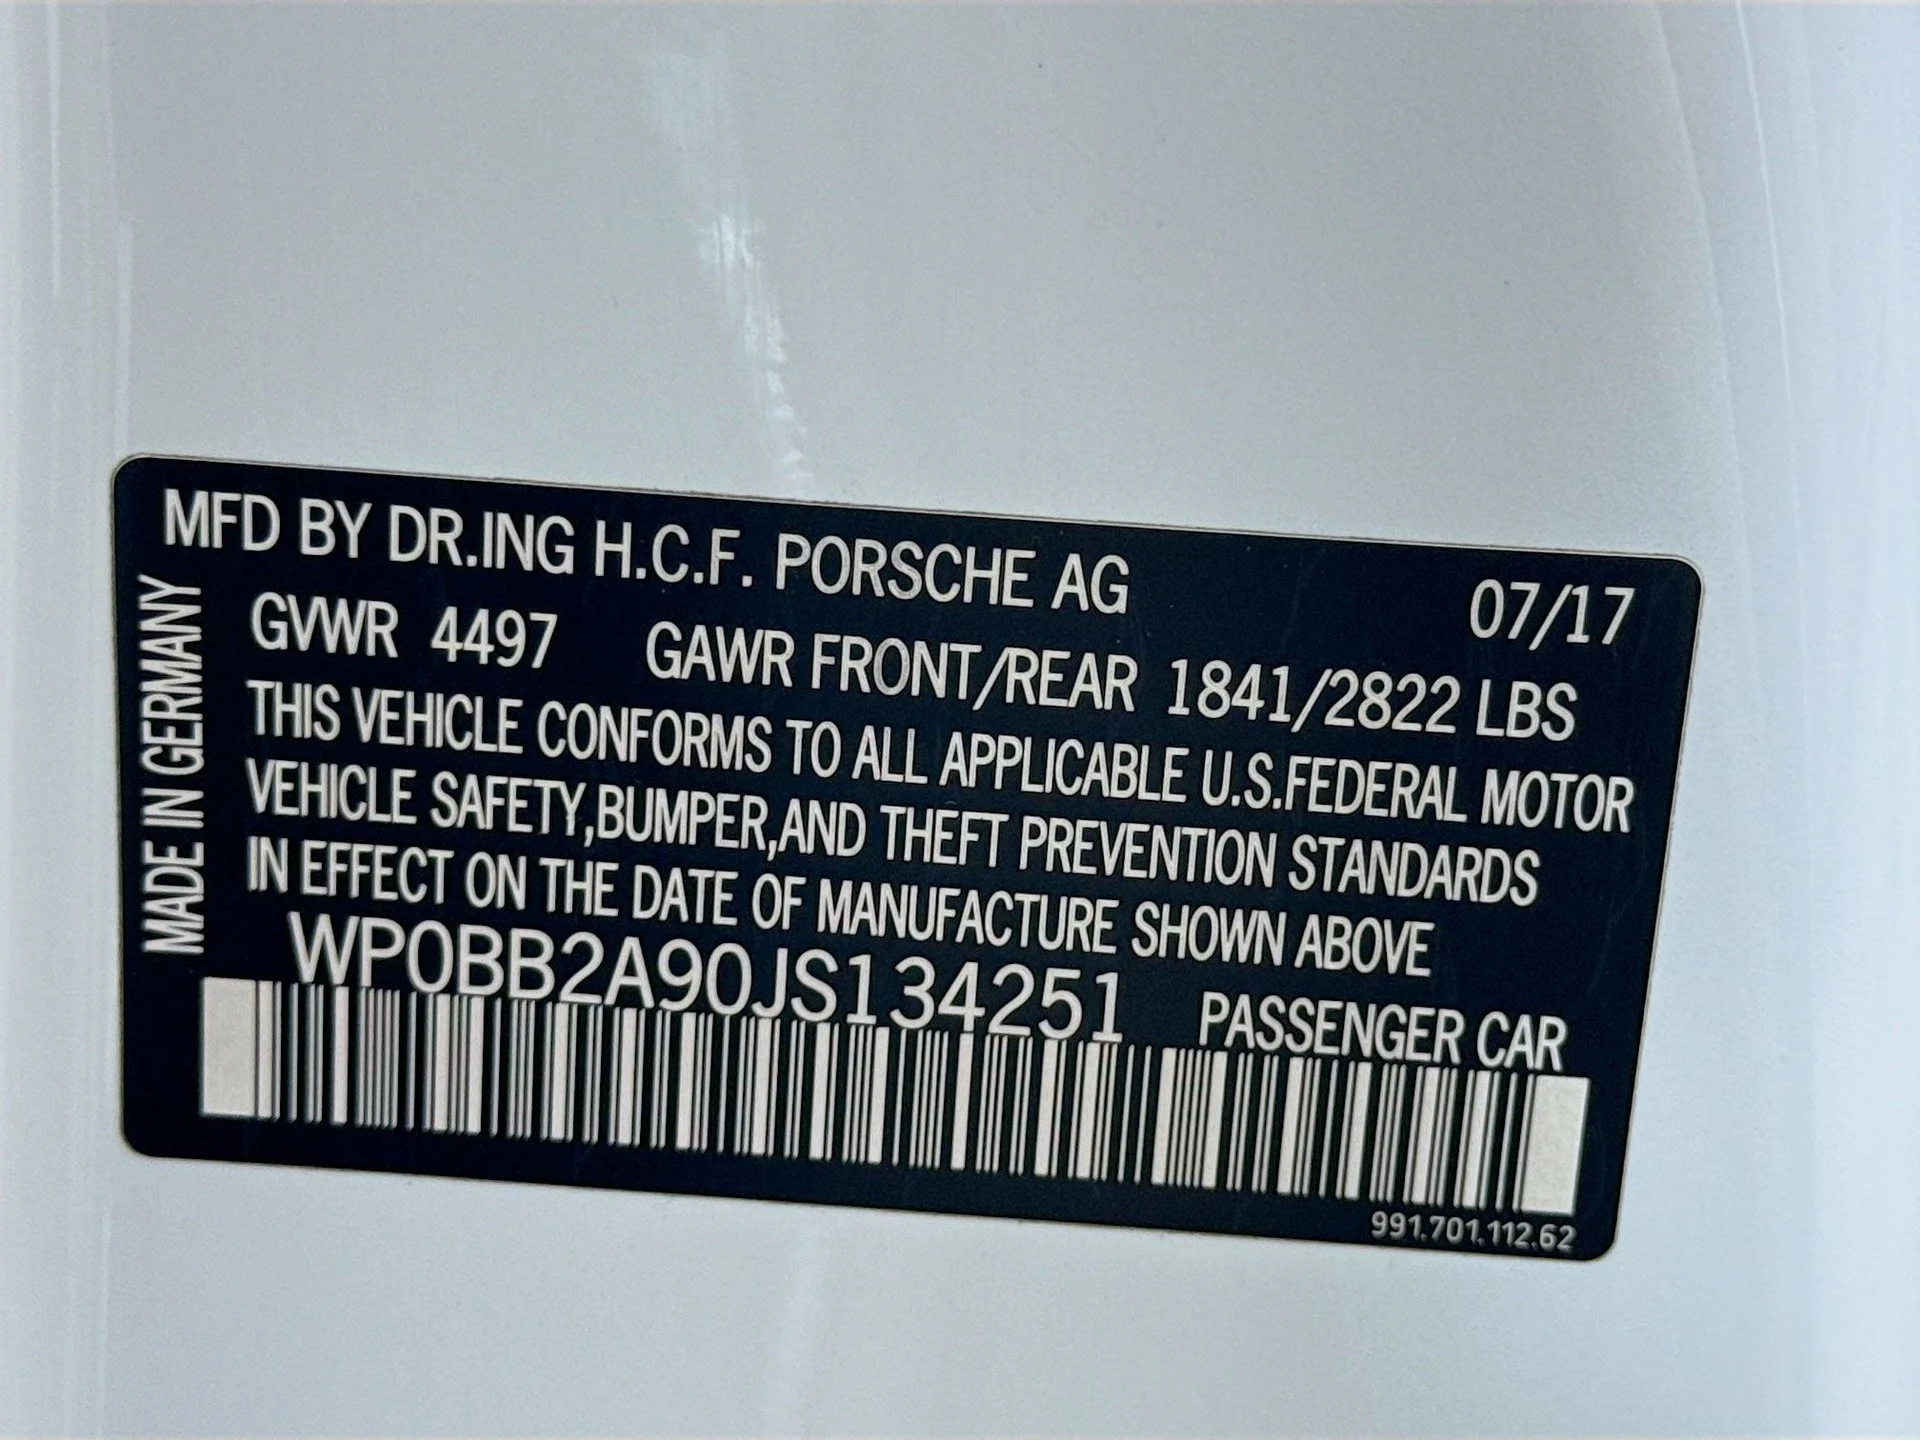 MFD BY DR.ING H.C.F. PORSCHE AG 07/17
MADE IN GERMANY
GVWR 4497 GAWR FRONT/REAR 1841/2822 LBS
THIS VEHICLE CONFORMS TO ALL APPLICABLE U.S.FEDERAL MOTOR
VEHICLE SAFETY,BUMPER,AND THEFT PREVENTION STANDARDS
IN EFFECT ON THE DATE OF MANUFACTURE SHOWN ABOVE
WP0BB2A90JS134251 PASSENGER CAR
991.701.112.62